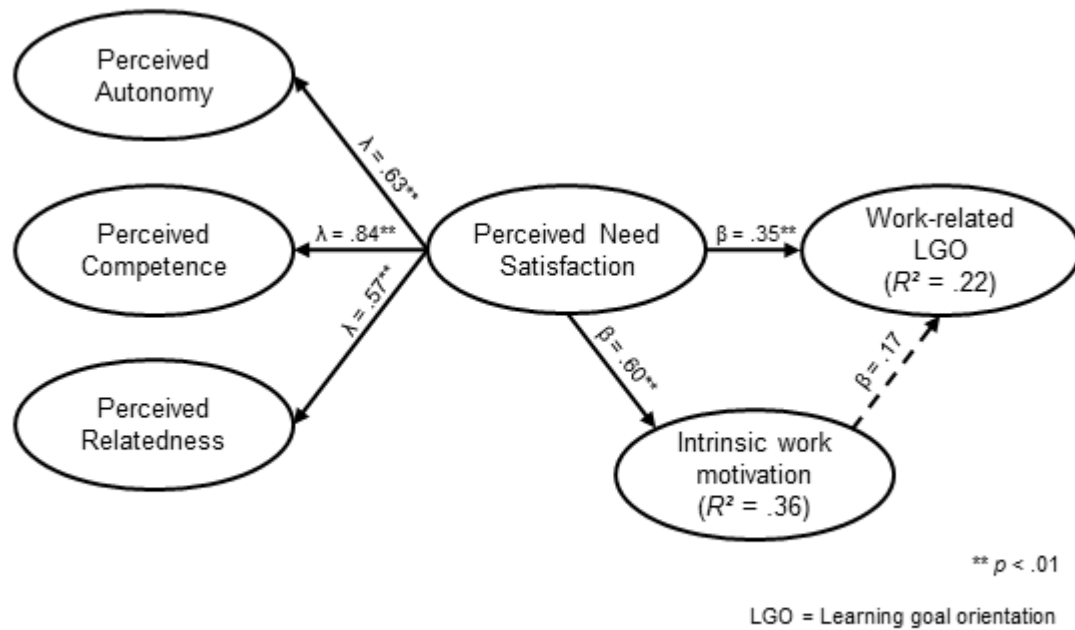 Perceived
Autonomy
λ = .63**
Perceived
Competence
λ = .84**
Perceived Need
Satisfaction
β = .35**
Work-related
LGO
(R² = .22)
λ = .57**
β = .60**
β = .17
Perceived
Relatedness
Intrinsic work
motivation
(R² = .36)
** p < .01
LGO = Learning goal orientation